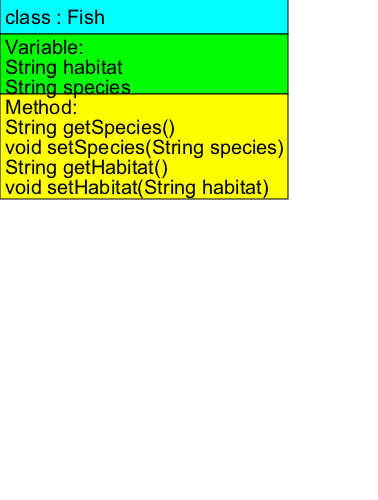 class : Fish
Variable:
String habitat
String species
Method:
String getSpecies()
void setSpecies(String species)
String getHabitat()
void setHabitat(String habitat)